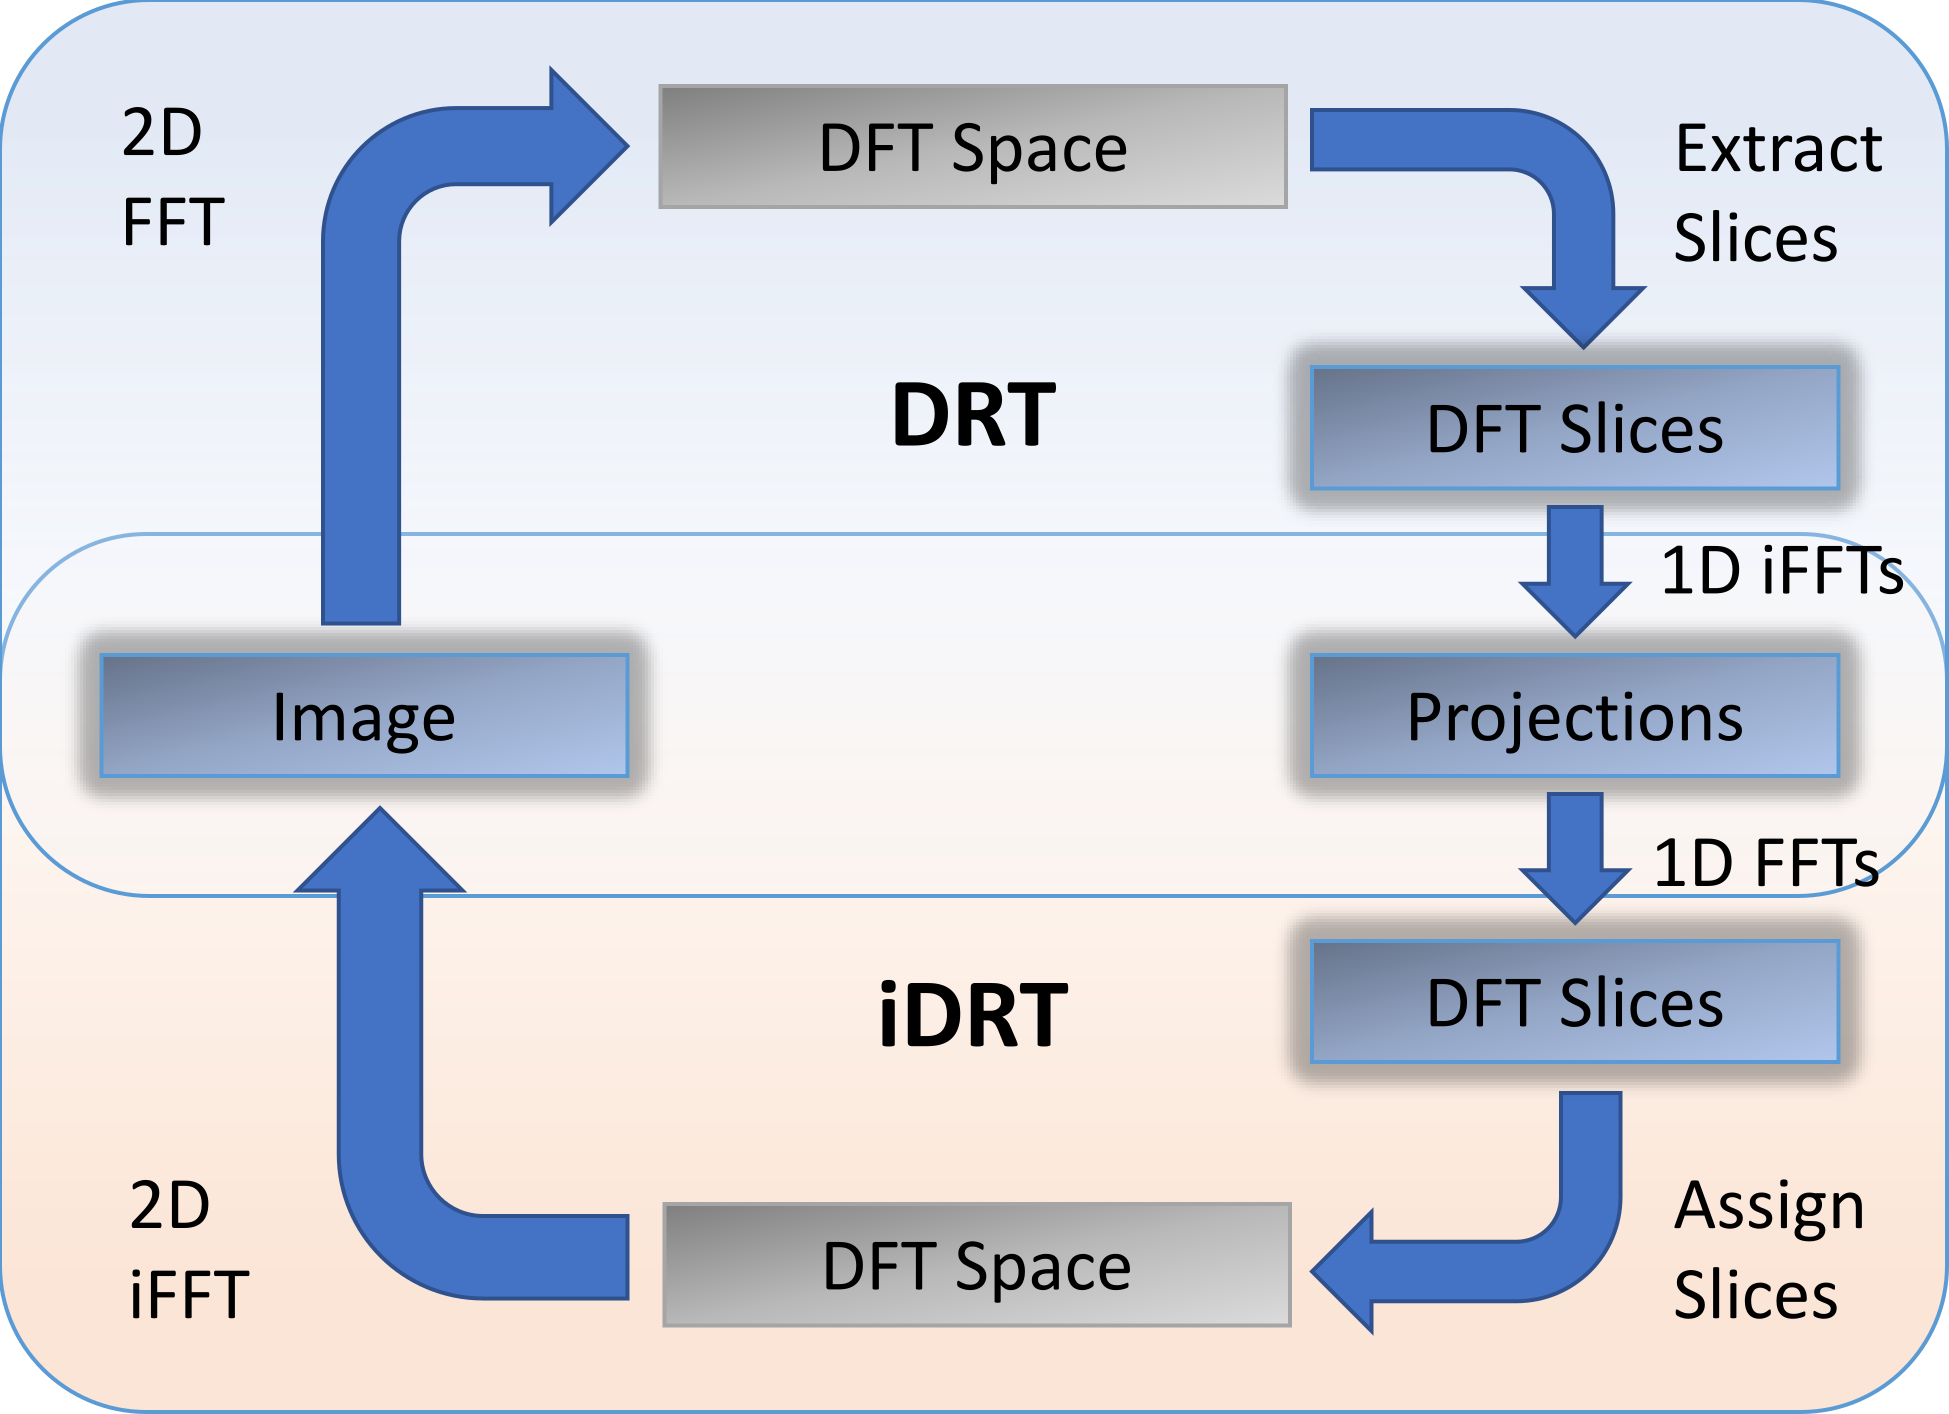 2D
FFT
DFT Space
Extract
Slices
DRT
DFT Slices
1D iFFTs
Image
Projections
1D FFTs
iDRT
DFT Slices
2D
iFFT
DFT Space
Assign
Slices